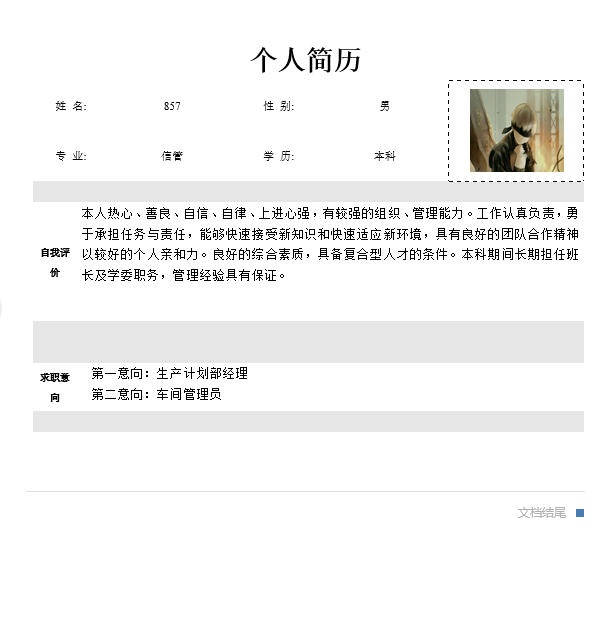 个人简历
姓 名: 857 性 别: 男
专 业: 信管 学 历: 本科
自我评价
本人热心、善良、自信、自律、上进心强，有较强的组织、管理能力。工作认真负责，勇
于承担任务与责任，能够快速接受新知识和快速适应新环境，具有良好的团队合作精神
以较好的个人亲和力。良好的综合素质，具备复合型人才的条件。本科期间长期担任班
长及学委职务，管理经验具有保证。
求职意向
第一意向：生产计划部经理
第二意向：车间管理员
文档结尾